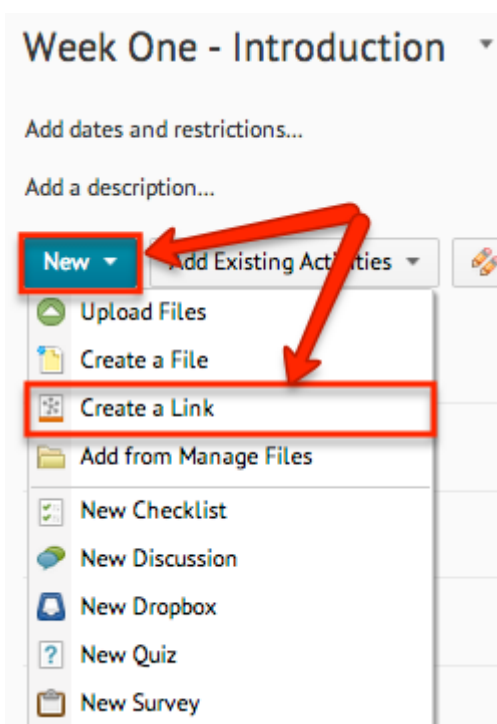 Week One - Introduction
Add dates and restrictions...
Add a description...
New Add Existing Activities
Upload Files
Create a File
Create a Link
Add from Manage Files
New Checklist
New Discussion
New Dropbox
? New Quiz
New Survey